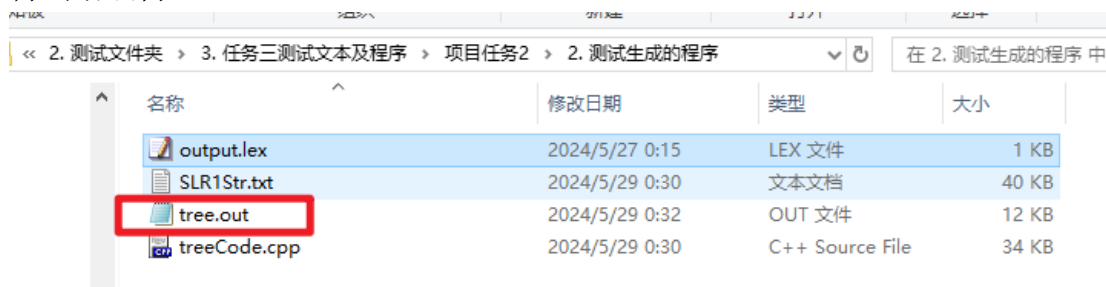 « 2. 测试文件夹 › 3. 任务三测试文本及程序 › 项目任务2 › 2. 测试生成的程序 在 2. 测试生成的程序 中
名称 修改日期 类型 大小
output.lex 2024/5/27 0:15 LEX 文件 1 KB
SLR1Str.txt 2024/5/29 0:30 文本文档 40 KB
tree.out 2024/5/29 0:32 OUT 文件 12 KB
treeCode.cpp 2024/5/29 0:30 C++ Source File 34 KB